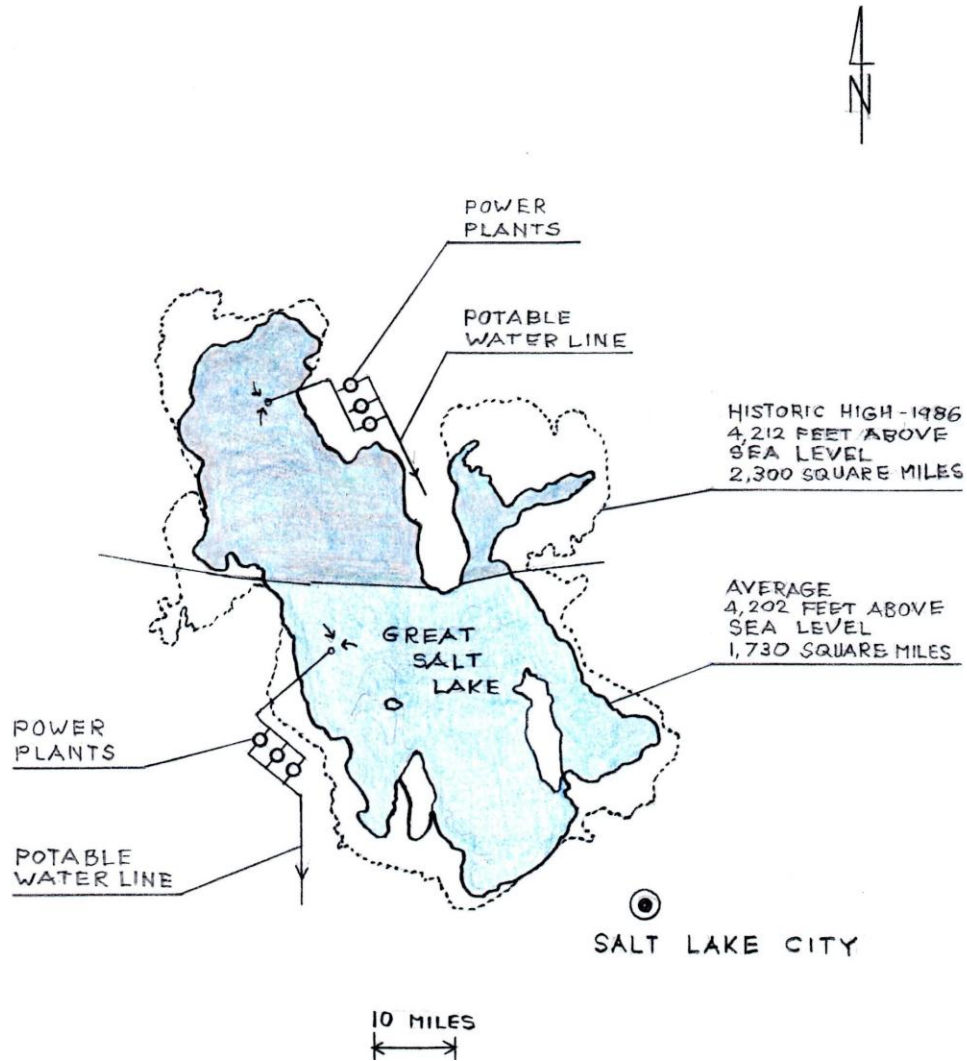 N
POWER
PLANTS
POTABLE
WATER LINE
HISTORIC HIGH-1986
4,212 FEET ABOVE
SEA LEVEL
2,300 SQUARE MILES
AVERAGE
4,202 FEET ABOVE
SEA LEVEL
1,730 SQUARE MILES
GREAT
SALT
LAKE
POWER
PLANTS
POTABLE
WATER LINE
SALT LAKE CITY
10 MILES